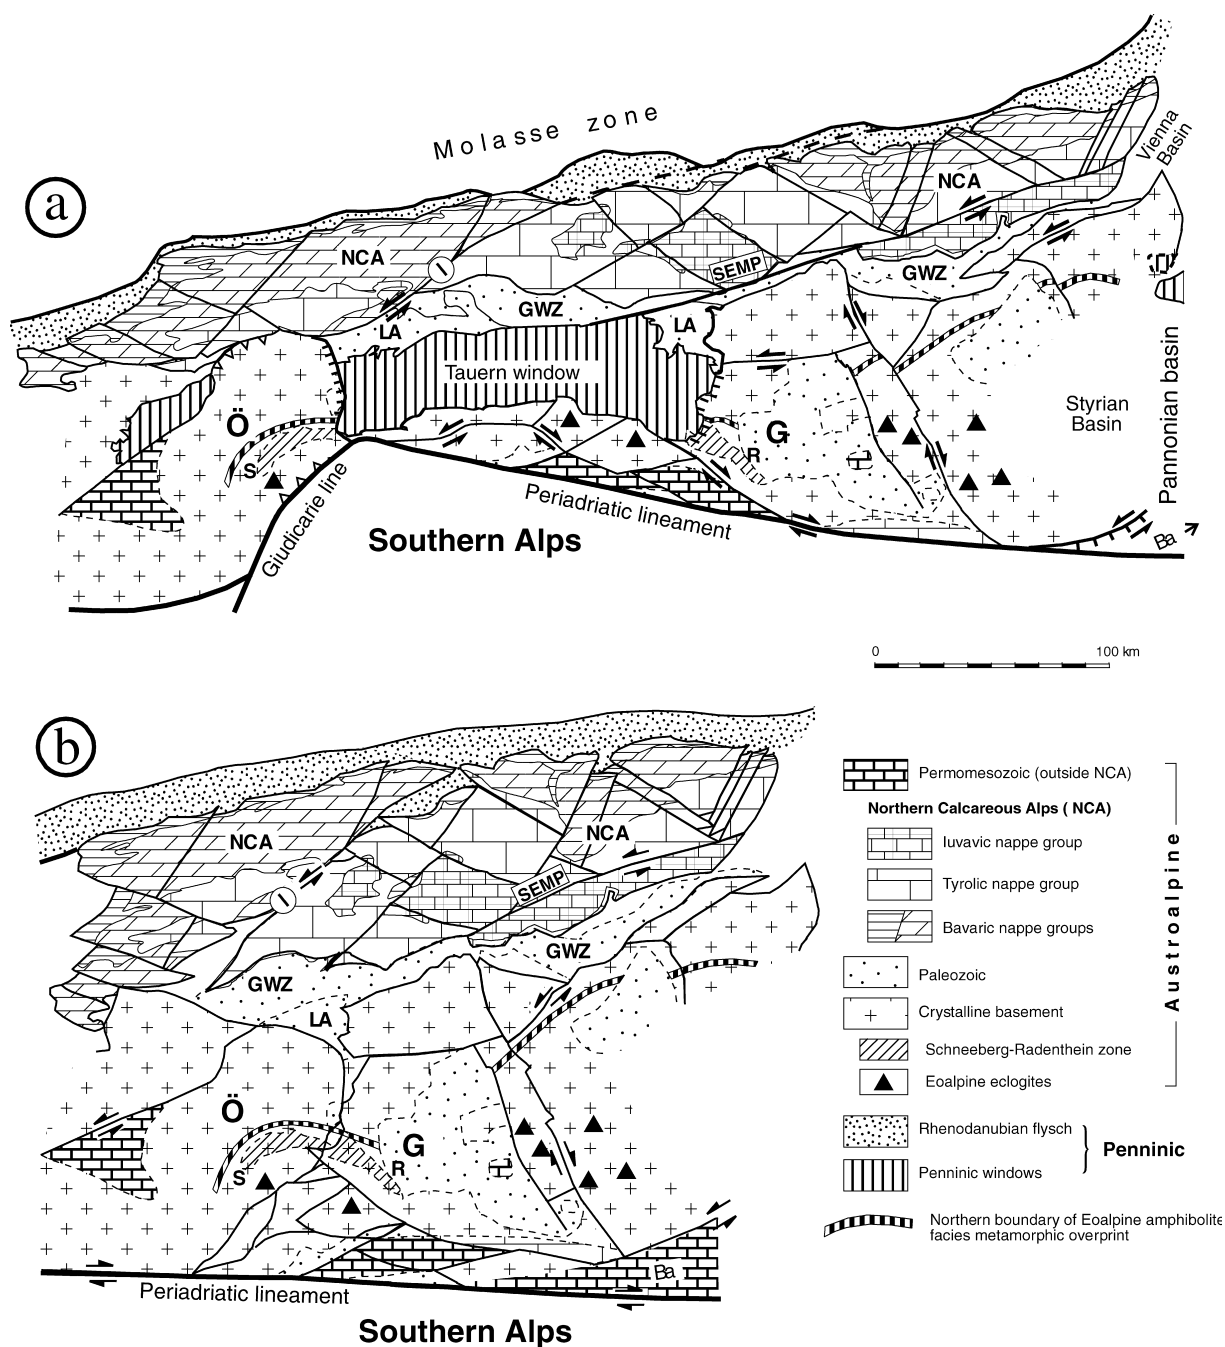 a
Molasse zone
Vienna
Basin
NCA
NCA
I
SEMP
GWZ
GWZ
LA
LA
Tauern window
Ö
S
G
R
Styrian
Basin
Pannonian basin
Giudicarie line
Periadriatic lineament
Southern Alps
Ba
0
100 km
b
NCA
NCA
I
SEMP
GWZ
GWZ
LA
Ö
S
G
R
Ba
Periadriatic lineament
Southern Alps
Permomesozoic (outside NCA)
Northern Calcareous Alps ( NCA)
Iuvavic nappe group
Tyrolic nappe group
Bavaric nappe groups
Paleozoic
Crystalline basement
Schneeberg-Radenthein zone
Eoalpine eclogites
Austroalpine
Rhenodanubian flysch
Penninic windows
Penninic
Northern boundary of Eoalpine amphibolite
facies metamorphic overprint